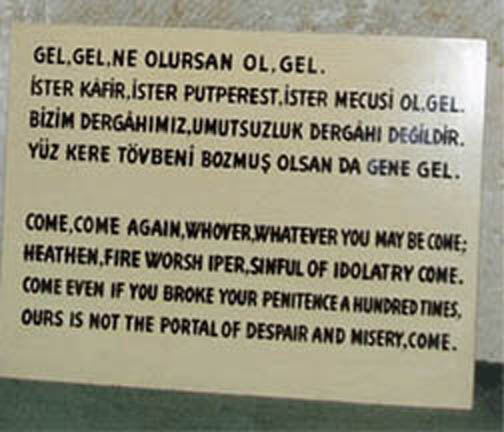 GEL,GEL,NE OLURSAN OL,GEL.
İSTER KÂFİR,İSTER PUTPEREST,İSTER MECUSİ OL,GEL.
BİZİM DERGÂHIMIZ,UMUTSUZLUK DERGÂHI DEĞİLDİR.
YÜZ KERE TÖVBENİ BOZMUŞ OLSAN DA GENE GEL.
COME,COME AGAIN,WHOVER,WHATEVER YOU MAY BE COME;
HEATHEN,FIRE WORSH IPER,SINFUL OF IDOLATRY COME.
COME EVEN IF YOU BROKE YOUR PENITENCE A HUNDRED TIMES,
OURS IS NOT THE PORTAL OF DESPAIR AND MISERY,COME.